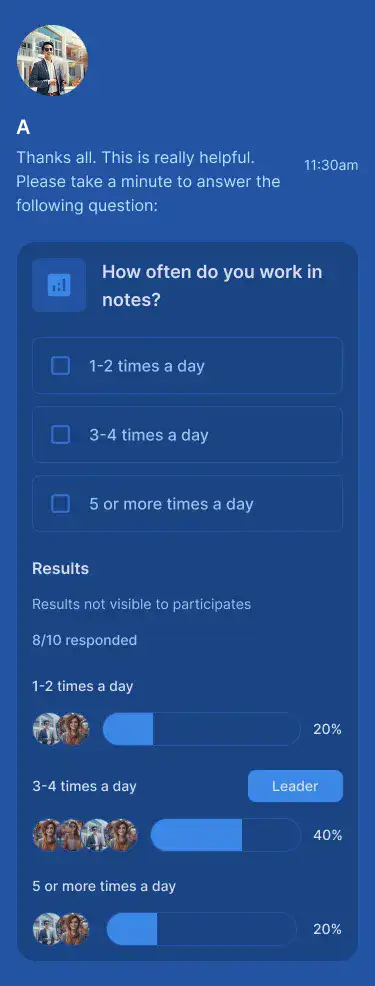 A
Thanks all. This is really helpful.
11:30am
Please take a minute to answer the
following question:
How often do you work in
notes?
1-2 times a day
3-4 times a day
5 or more times a day
Results
Results not visible to participates
8/10 responded
1-2 times a day
20%
3-4 times a day
Leader
40%
5 or more times a day
20%